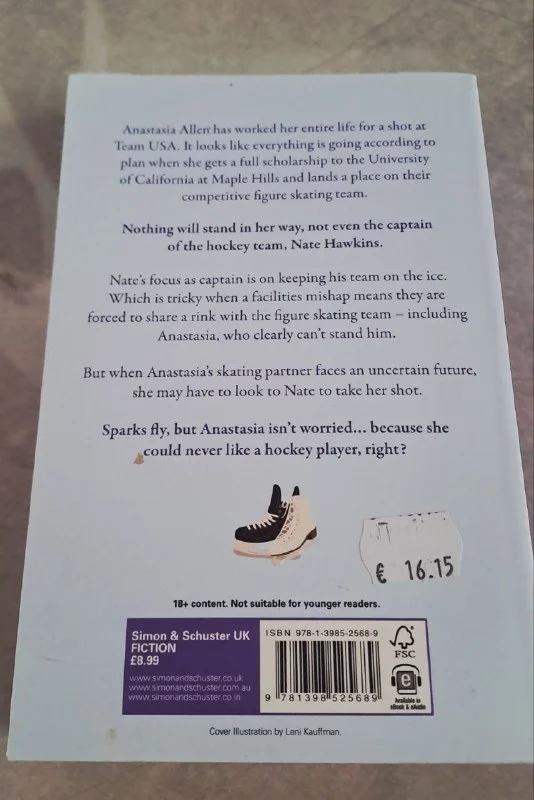 Anastasia Allen has worked her entire life for a shot at
Team USA. It looks like everything is going according to
plan when she gets a full scholarship to the University
of California at Maple Hills and lands a place on their
competitive figure skating team.
Nothing will stand in her way, not even the captain
of the hockey team, Nate Hawkins.
Nate's focus as captain is on keeping his team on the ice.
Which is tricky when a facilities mishap means they are
forced to share a rink with the figure skating team – including
Anastasia, who clearly can't stand him.
But when Anastasia's skating partner faces an uncertain future,
she may have to look to Nate to take her shot.
Sparks fly, but Anastasia isn't worried... because she
could never like a hockey player, right?
€ 16.15
18+ content. Not suitable for younger readers.
Simon & Schuster UK
FICTION
£8.99
www.simonandschuster.co.uk
www.simonandschuster.com.au
www.simonandschuster.co.in
ISBN 978-1-3985-2568-9
9 781398 525689
FSC
e
Available in
eBook & eAudio
Cover Illustration by Leni Kauffman.